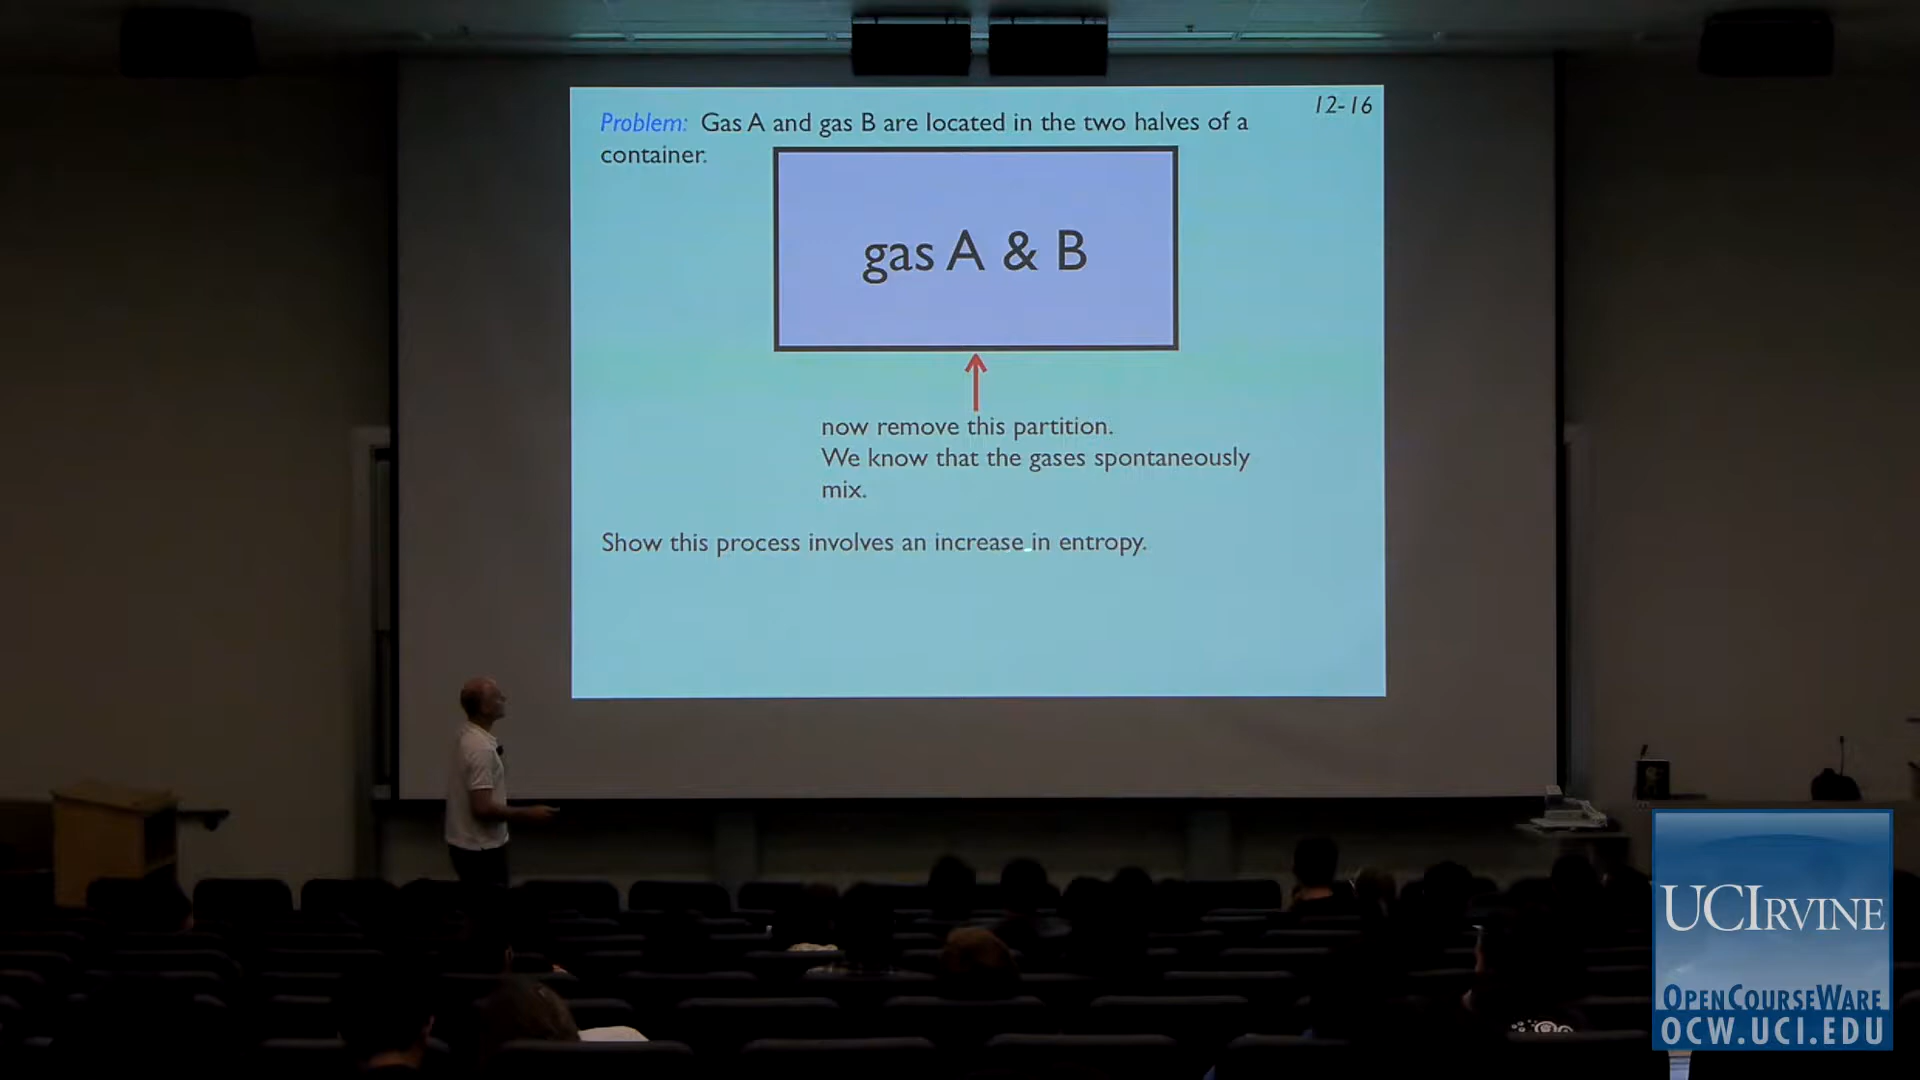 12-16
Problem: Gas A and gas B are located in the two halves of a
container.
gas A & B
now remove this partition.
We know that the gases spontaneously
mix.
Show this process involves an increase in entropy.
UCIRVINE
OPENCOURSEWARE
OCW.UCI.EDU